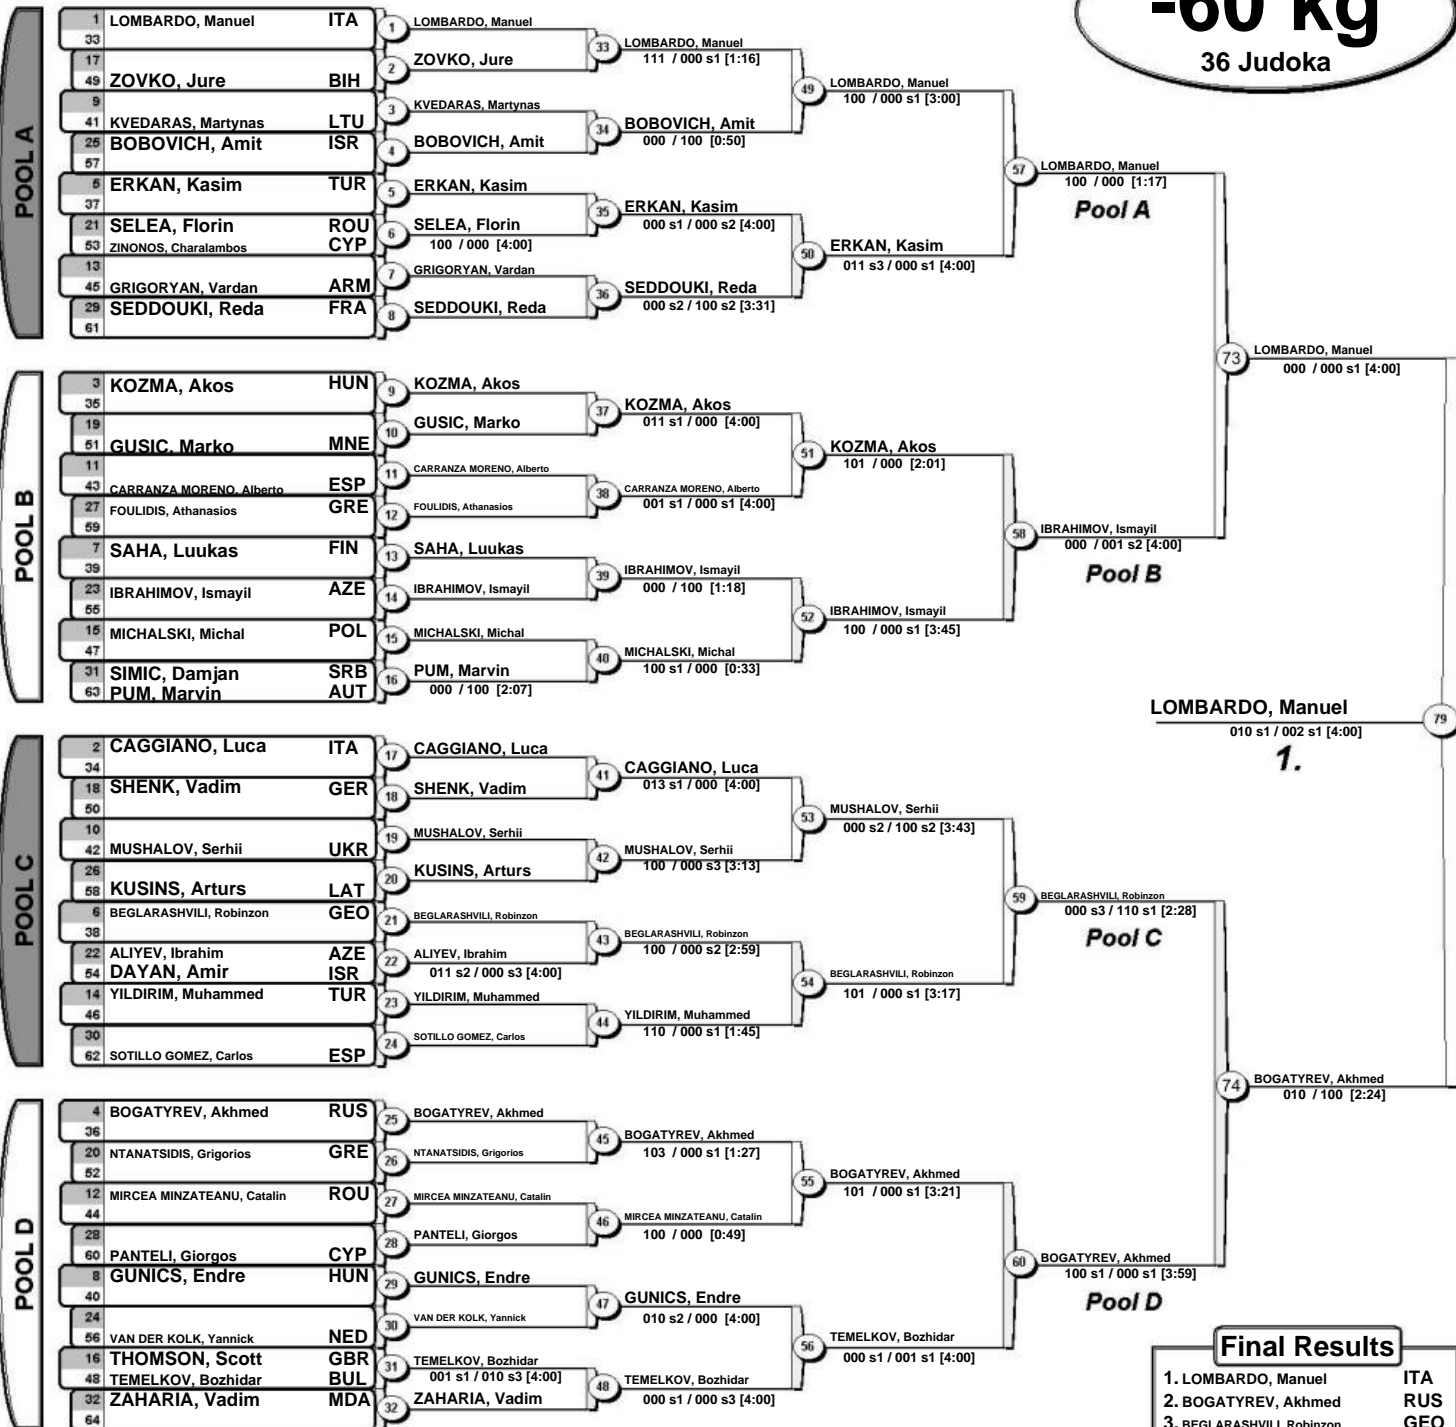 -60 kg
36 Judoka
POOL A
1 LOMBARDO, Manuel ITA
33
17
49 ZOVKO, Jure BIH
9
41 KVEDARAS, Martynas LTU
25 BOBOVICH, Amit ISR
57
5 ERKAN, Kasim TUR
37
21 SELEA, Florin ROU
53 ZINONOS, Charalambos CYP
13
45 GRIGORYAN, Vardan ARM
29 SEDDOUKI, Reda FRA
61
1 LOMBARDO, Manuel
2 ZOVKO, Jure
3 KVEDARAS, Martynas
4 BOBOVICH, Amit
5 ERKAN, Kasim
6 SELEA, Florin
100 / 000 [4:00]
7 GRIGORYAN, Vardan
8 SEDDOUKI, Reda
33 LOMBARDO, Manuel
111 / 000 s1 [1:16]
34 BOBOVICH, Amit
000 / 100 [0:50]
35 ERKAN, Kasim
000 s1 / 000 s2 [4:00]
36 SEDDOUKI, Reda
000 s2 / 100 s2 [3:31]
49 LOMBARDO, Manuel
100 / 000 s1 [3:00]
50 ERKAN, Kasim
011 s3 / 000 s1 [4:00]
57 LOMBARDO, Manuel
100 / 000 [1:17]
Pool A
POOL B
3 KOZMA, Akos HUN
35
19
51 GUSIC, Marko MNE
11
43 CARRANZA MORENO, Alberto ESP
27 FOULIDIS, Athanasios GRE
59
7 SAHA, Luukas FIN
39
23 IBRAHIMOV, Ismayil AZE
55
15 MICHALSKI, Michal POL
47
31 SIMIC, Damjan SRB
63 PUM, Marvin AUT
9 KOZMA, Akos
10 GUSIC, Marko
11 CARRANZA MORENO, Alberto
12 FOULIDIS, Athanasios
13 SAHA, Luukas
14 IBRAHIMOV, Ismayil
15 MICHALSKI, Michal
16 PUM, Marvin
000 / 100 [2:07]
37 KOZMA, Akos
011 s1 / 000 [4:00]
38 CARRANZA MORENO, Alberto
001 s1 / 000 s1 [4:00]
39 IBRAHIMOV, Ismayil
000 / 100 [1:18]
40 MICHALSKI, Michal
100 s1 / 000 [0:33]
51 KOZMA, Akos
101 / 000 [2:01]
52 IBRAHIMOV, Ismayil
100 / 000 s1 [3:45]
58 IBRAHIMOV, Ismayil
000 / 001 s2 [4:00]
Pool B
73 LOMBARDO, Manuel
000 / 000 s1 [4:00]
LOMBARDO, Manuel 79
010 s1 / 002 s1 [4:00]
1.
POOL C
2 CAGGIANO, Luca ITA
34
18 SHENK, Vadim GER
50
10
42 MUSHALOV, Serhii UKR
26
58 KUSINS, Arturs LAT
6 BEGLARASHVILI, Robinzon GEO
38
22 ALIYEV, Ibrahim AZE
54 DAYAN, Amir ISR
14 YILDIRIM, Muhammed TUR
46
30
62 SOTILLO GOMEZ, Carlos ESP
17 CAGGIANO, Luca
18 SHENK, Vadim
19 MUSHALOV, Serhii
20 KUSINS, Arturs
21 BEGLARASHVILI, Robinzon
22 ALIYEV, Ibrahim
011 s2 / 000 s3 [4:00]
23 YILDIRIM, Muhammed
24 SOTILLO GOMEZ, Carlos
41 CAGGIANO, Luca
013 s1 / 000 [4:00]
42 MUSHALOV, Serhii
100 / 000 s3 [3:13]
43 BEGLARASHVILI, Robinzon
100 / 000 s2 [2:59]
44 YILDIRIM, Muhammed
110 / 000 s1 [1:45]
53 MUSHALOV, Serhii
000 s2 / 100 s2 [3:43]
54 BEGLARASHVILI, Robinzon
101 / 000 s1 [3:17]
59 BEGLARASHVILI, Robinzon
000 s3 / 110 s1 [2:28]
Pool C
POOL D
4 BOGATYREV, Akhmed RUS
36
20 NTANATSIDIS, Grigorios GRE
52
12 MIRCEA MINZATEANU, Catalin ROU
44
28
60 PANTELI, Giorgos CYP
8 GUNICS, Endre HUN
40
24
56 VAN DER KOLK, Yannick NED
16 THOMSON, Scott GBR
48 TEMELKOV, Bozhidar BUL
32 ZAHARIA, Vadim MDA
64
25 BOGATYREV, Akhmed
26 NTANATSIDIS, Grigorios
27 MIRCEA MINZATEANU, Catalin
28 PANTELI, Giorgos
29 GUNICS, Endre
30 VAN DER KOLK, Yannick
31 TEMELKOV, Bozhidar
001 s1 / 010 s3 [4:00]
32 ZAHARIA, Vadim
45 BOGATYREV, Akhmed
103 / 000 s1 [1:27]
46 MIRCEA MINZATEANU, Catalin
100 / 000 [0:49]
47 GUNICS, Endre
010 s2 / 000 [4:00]
48 TEMELKOV, Bozhidar
000 s1 / 000 s3 [4:00]
55 BOGATYREV, Akhmed
101 / 000 s1 [3:21]
56 TEMELKOV, Bozhidar
000 s1 / 001 s1 [4:00]
60 BOGATYREV, Akhmed
100 s1 / 000 s1 [3:59]
Pool D
74 BOGATYREV, Akhmed
010 / 100 [2:24]
Final Results
1. LOMBARDO, Manuel ITA
2. BOGATYREV, Akhmed RUS
3. BEGLARASHVILI, Robinzon GEO